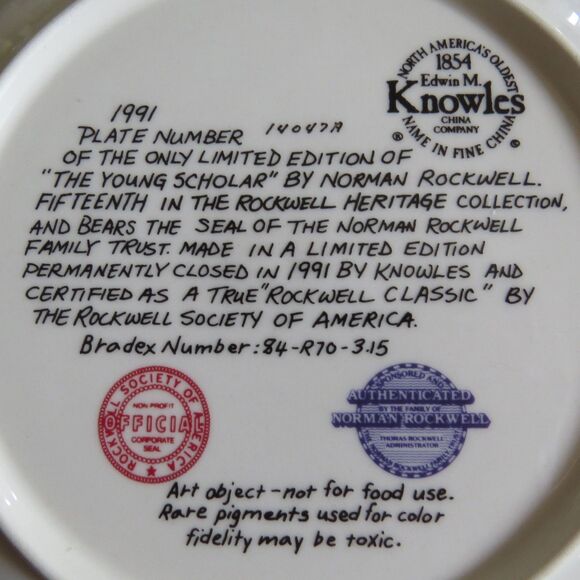 NORTH AMERICA'S OLDEST
1854
Edwin M.
Knowles
CHINA
COMPANY
NAME IN FINE CHINA
1991
PLATE NUMBER 14047A
OF THE ONLY LIMITED EDITION OF
"THE YOUNG SCHOLAR" BY NORMAN ROCKWELL.
FIFTEENTH IN THE ROCKWELL HERITAGE COLLECTION,
AND BEARS THE SEAL OF THE NORMAN ROCKWELL
FAMILY TRUST. MADE IN A LIMITED EDITION
PERMANENTLY CLOSED IN 1991 BY KNOWLES AND
CERTIFIED AS A TRUE "ROCKWELL CLASSIC" BY
THE ROCKWELL SOCIETY OF AMERICA.
Bradex Number: 84-R70-3.15
ROCKWELL SOCIETY OF AMERICA
NON-PROFIT
OFFICIAL
CORPORATE
SEAL
SPONSORED AND
AUTHENTICATED
BY THE FAMILY OF
NORMAN ROCKWELL
THOMAS ROCKWELL
ADMINISTRATOR
ROCKWELL FAMILY
Art object - not for food use.
Rare pigments used for color
fidelity may be toxic.